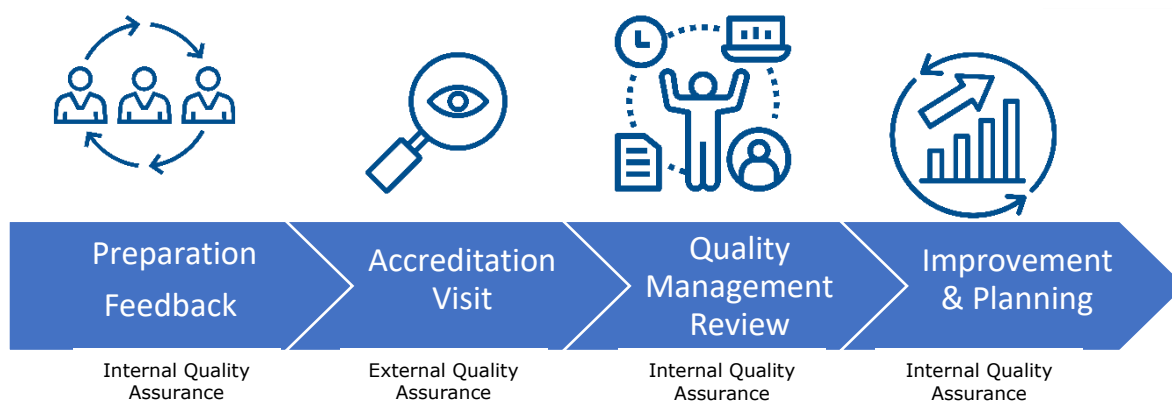 Preparation
Feedback
Accreditation
Visit
Quality
Management
Review
Improvement
& Planning
Internal Quality
Assurance
External Quality
Assurance
Internal Quality
Assurance
Internal Quality
Assurance